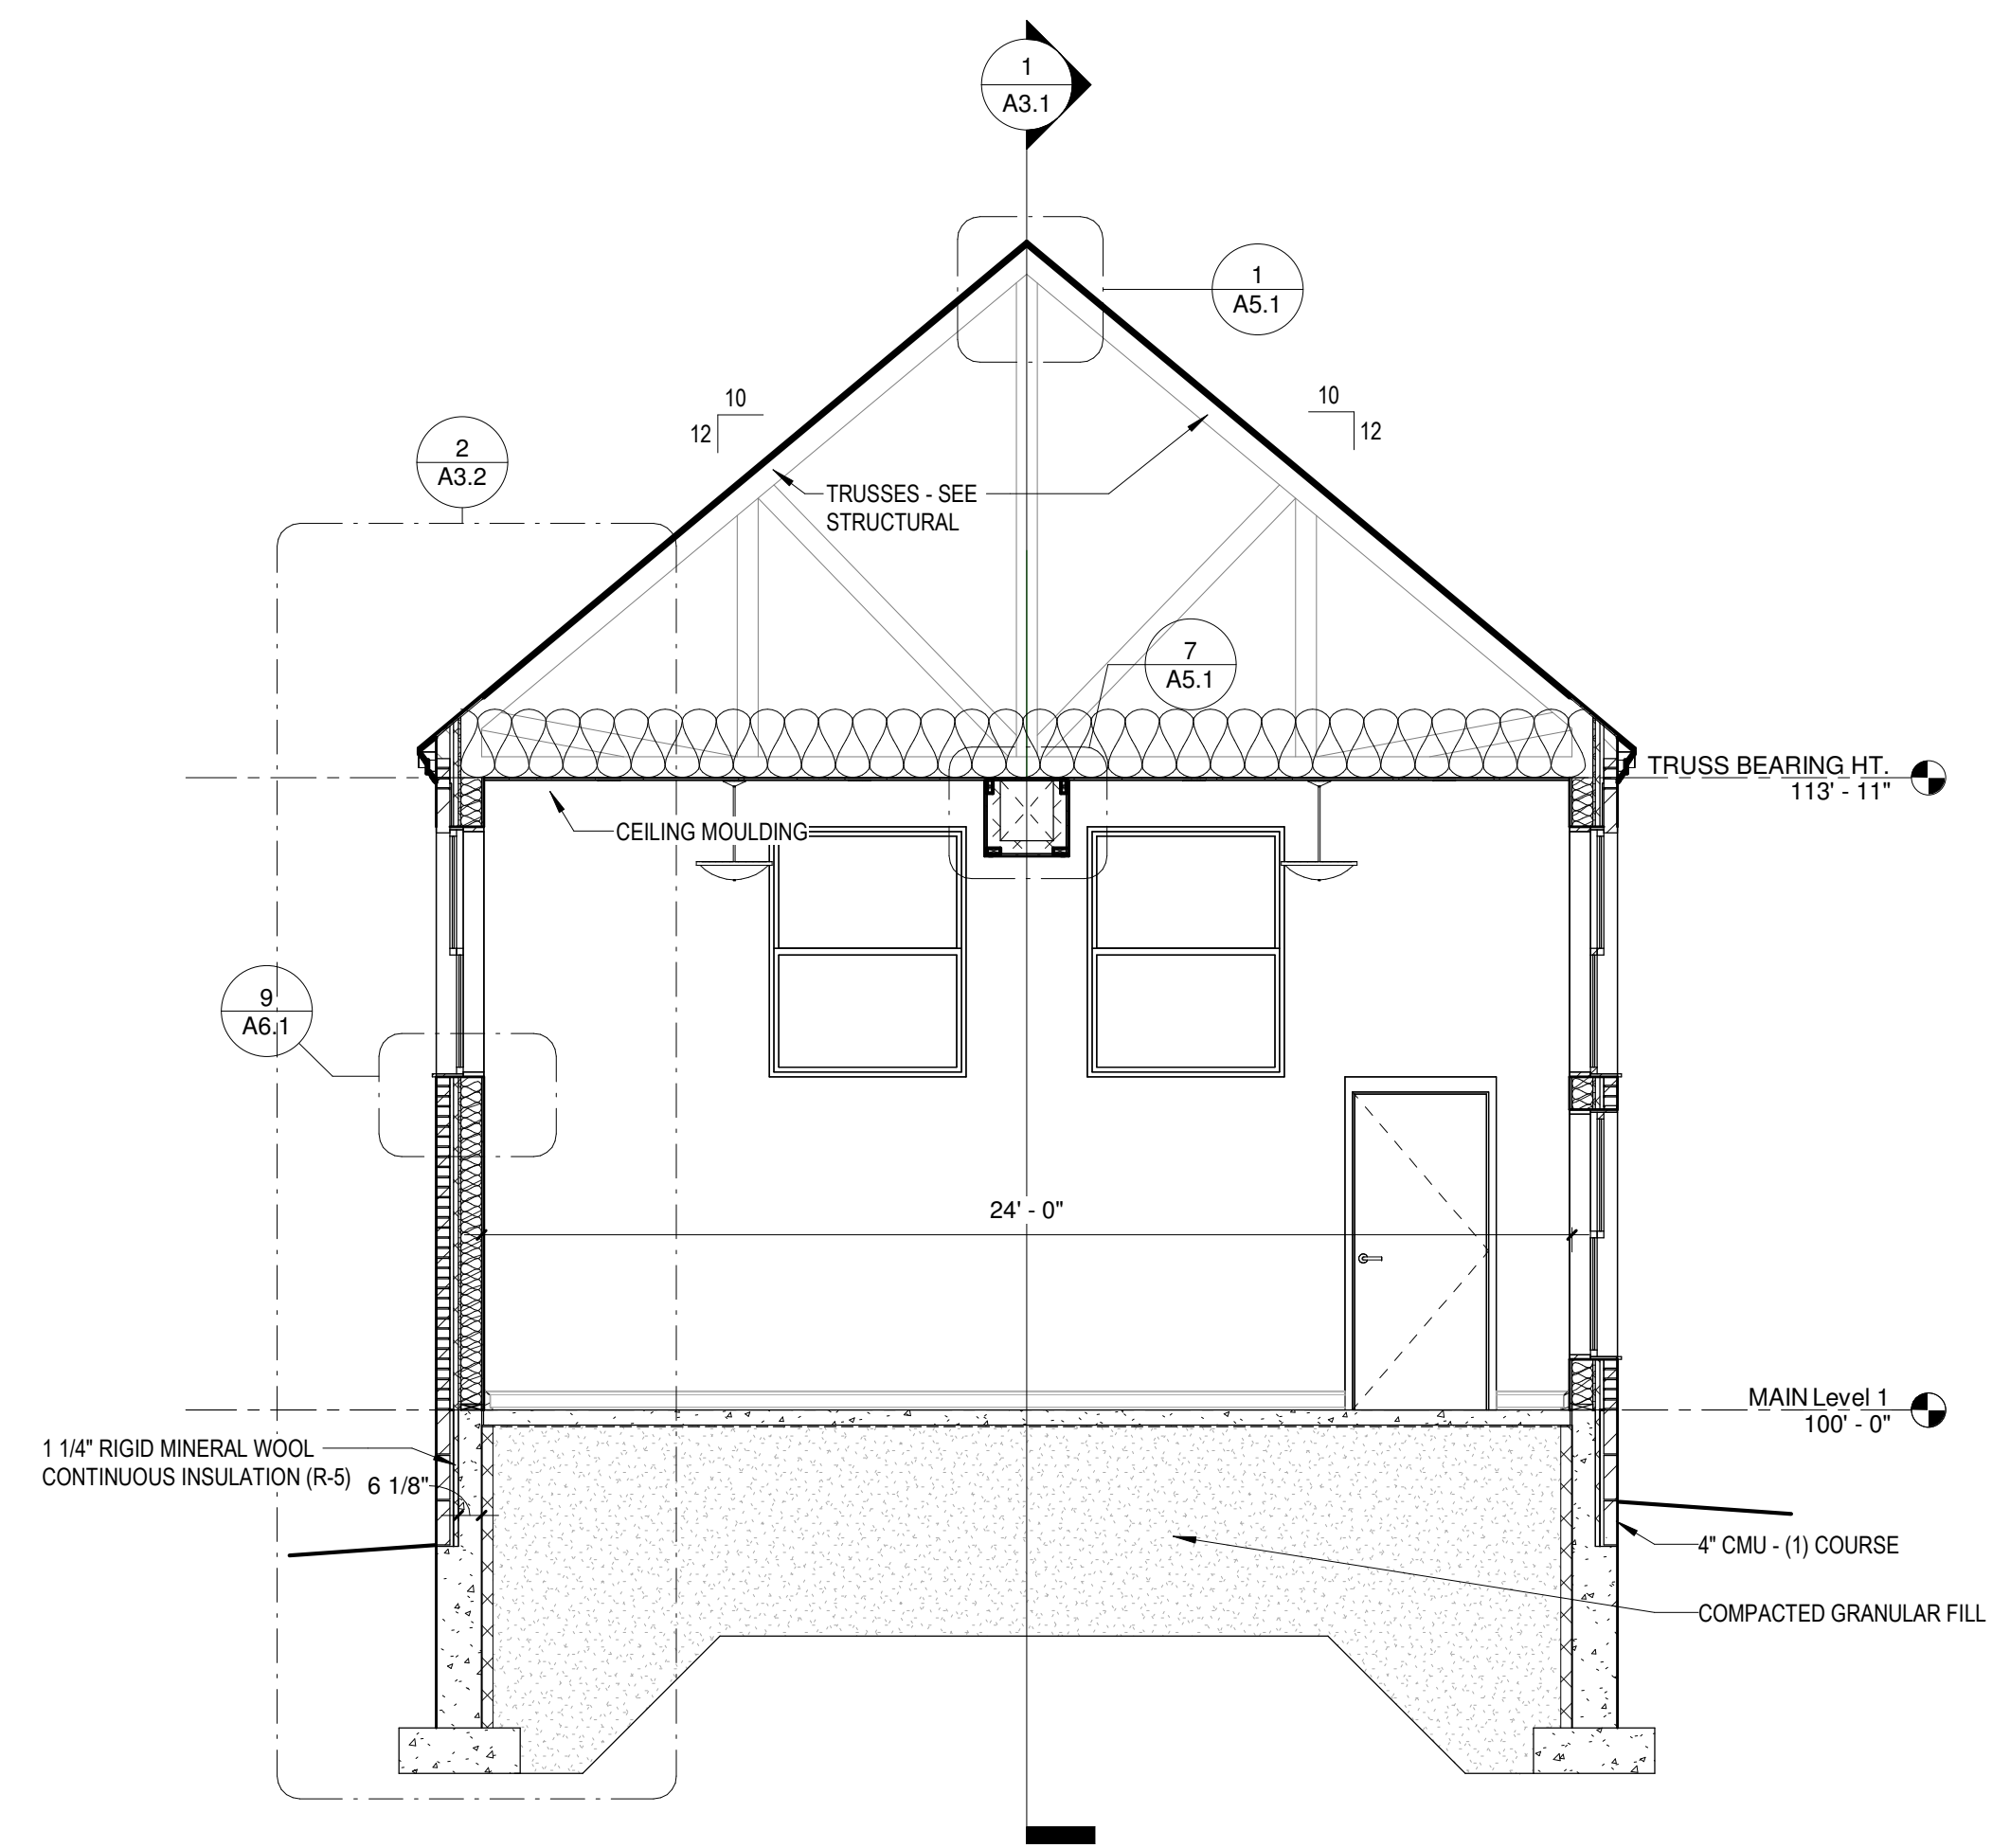 1
A3.1
1
A5.1
10
12
10
12
2
A3.2
TRUSSES - SEE
STRUCTURAL
7
A5.1
TRUSS BEARING HT.
113' - 11"
CEILING MOULDING
9
A6.1
24' - 0"
MAIN Level 1
100' - 0"
1 1/4" RIGID MINERAL WOOL
CONTINUOUS INSULATION (R-5)
6 1/8"
4" CMU - (1) COURSE
COMPACTED GRANULAR FILL